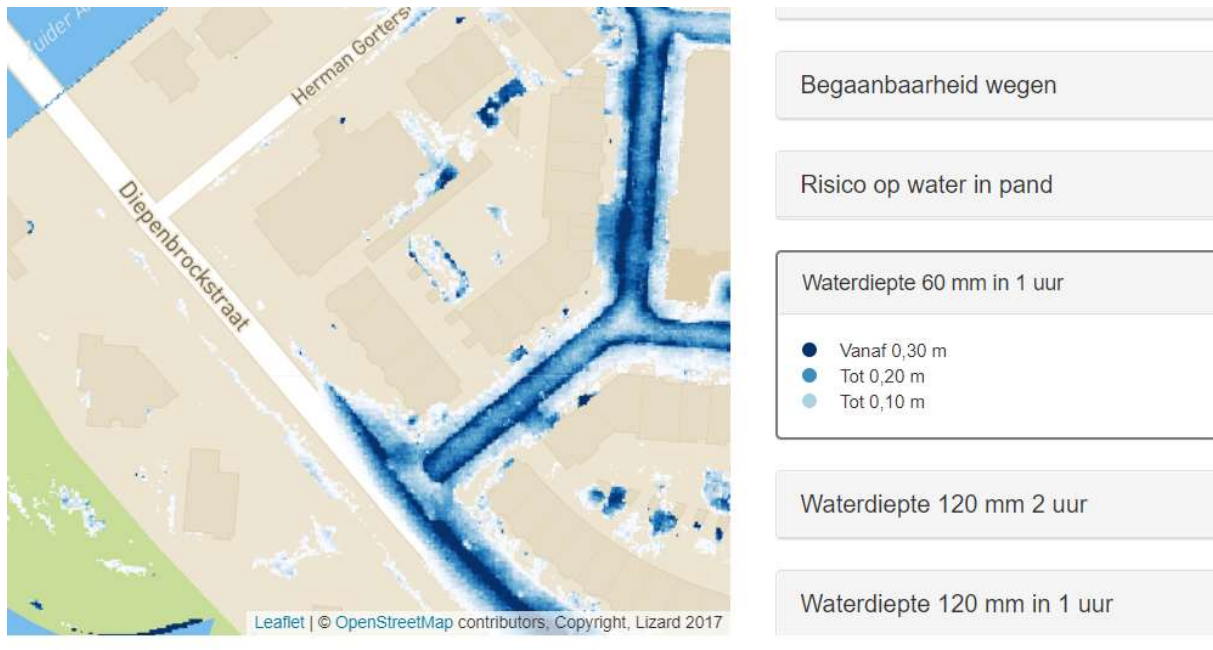 Zuider A
Herman Gorters
Diepenbrockstraat
Leaflet | © OpenStreetMap contributors, Copyright, Lizard 2017
Begaanbaarheid wegen
Risico op water in pand
Waterdiepte 60 mm in 1 uur
Vanaf 0,30 m
Tot 0,20 m
Tot 0,10 m
Waterdiepte 120 mm 2 uur
Waterdiepte 120 mm in 1 uur